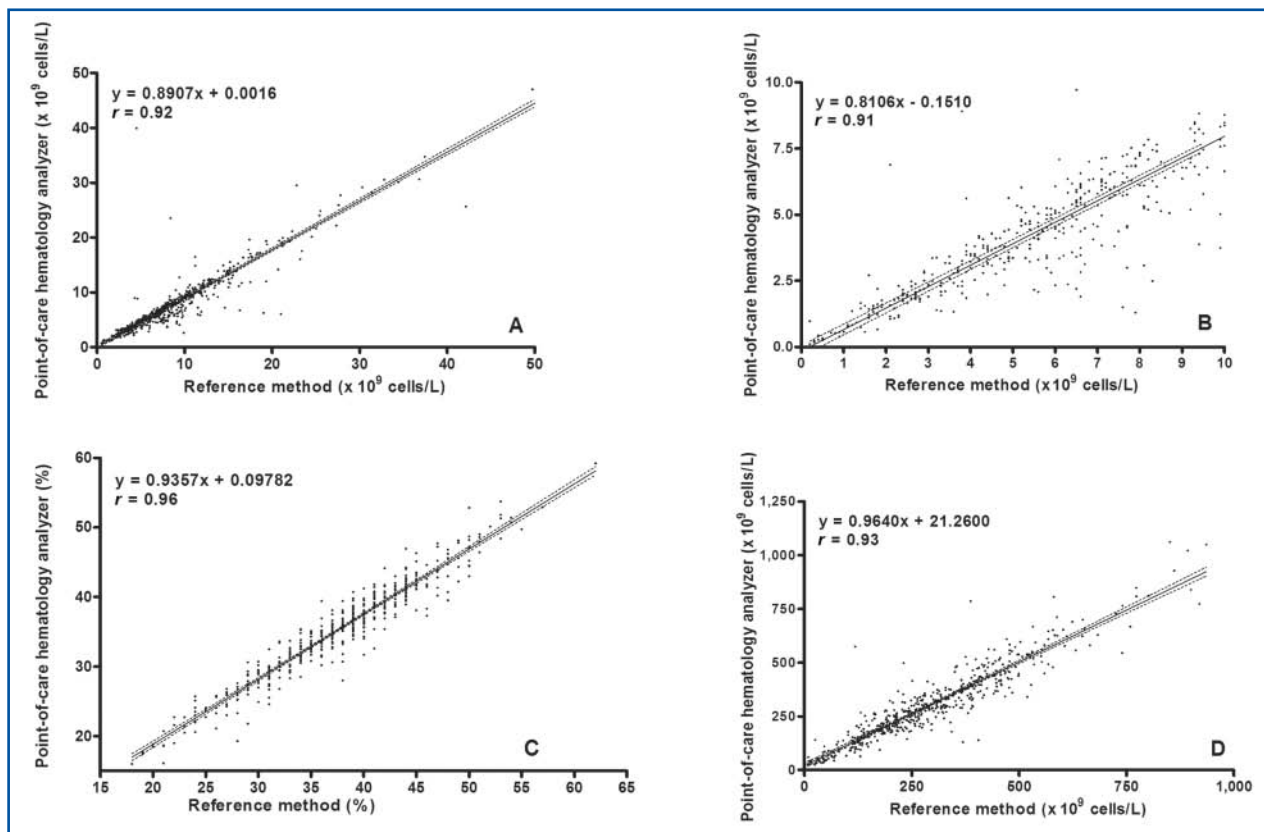 Point-of-care hematology analyzer (x 10⁹ cells/L)
50
40
30
20
10
0
y = 0.8907x + 0.0016
r = 0.92
A
0 10 20 30 40 50
Reference method (x 10⁹ cells/L)
Point-of-care hematology analyzer (x 10⁹ cells/L)
10.0
7.5
5.0
2.5
0.0
y = 0.8106x - 0.1510
r = 0.91
B
0 1 2 3 4 5 6 7 8 9 10
Reference method (x10⁹ cells/L)
Point-of-care hematology analyzer (%)
60
50
40
30
20
y = 0.9357x + 0.09782
r = 0.96
C
15 20 25 30 35 40 45 50 55 60 65
Reference method (%)
Point-of-care hematology analyzer (x 10⁹ cells/L)
1,250
1,000
750
500
250
0
y = 0.9640x + 21.2600
r = 0.93
D
0 250 500 750 1,000
Reference method (x10⁹ cells/L)